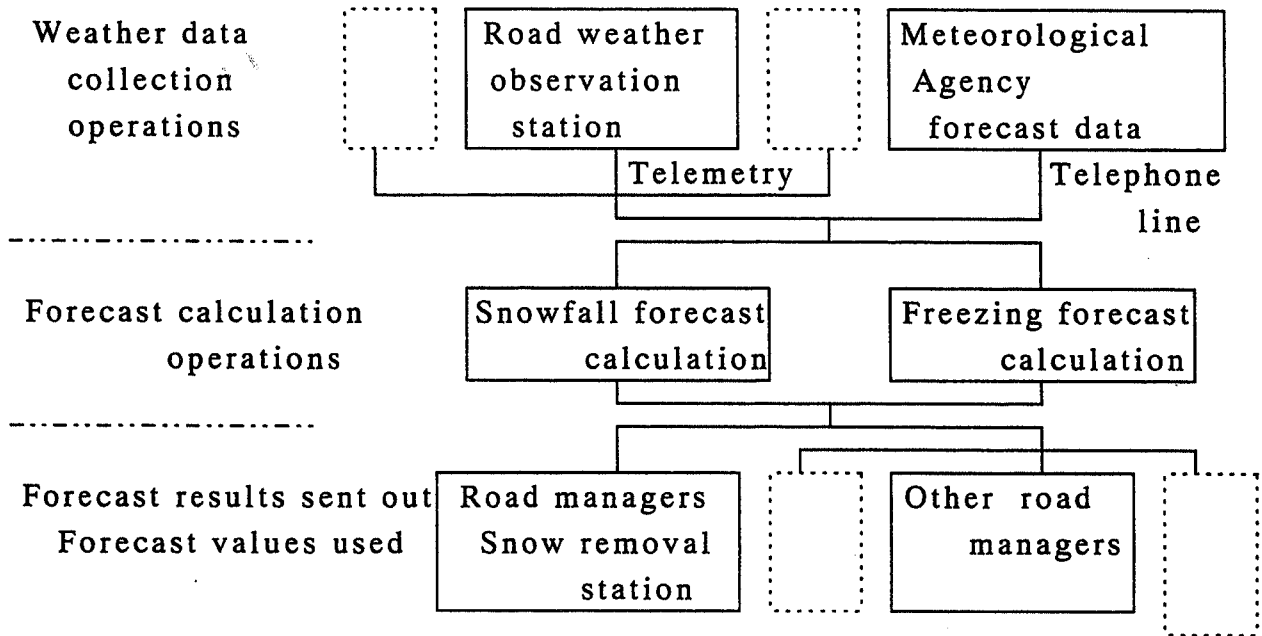 Weather data
collection
operations
Road weather
observation
station
Meteorological
Agency
forecast data
Telemetry
Telephone
line
Forecast calculation
operations
Snowfall forecast
calculation
Freezing forecast
calculation
Forecast results sent out
Forecast values used
Road managers
Snow removal
station
Other road
managers